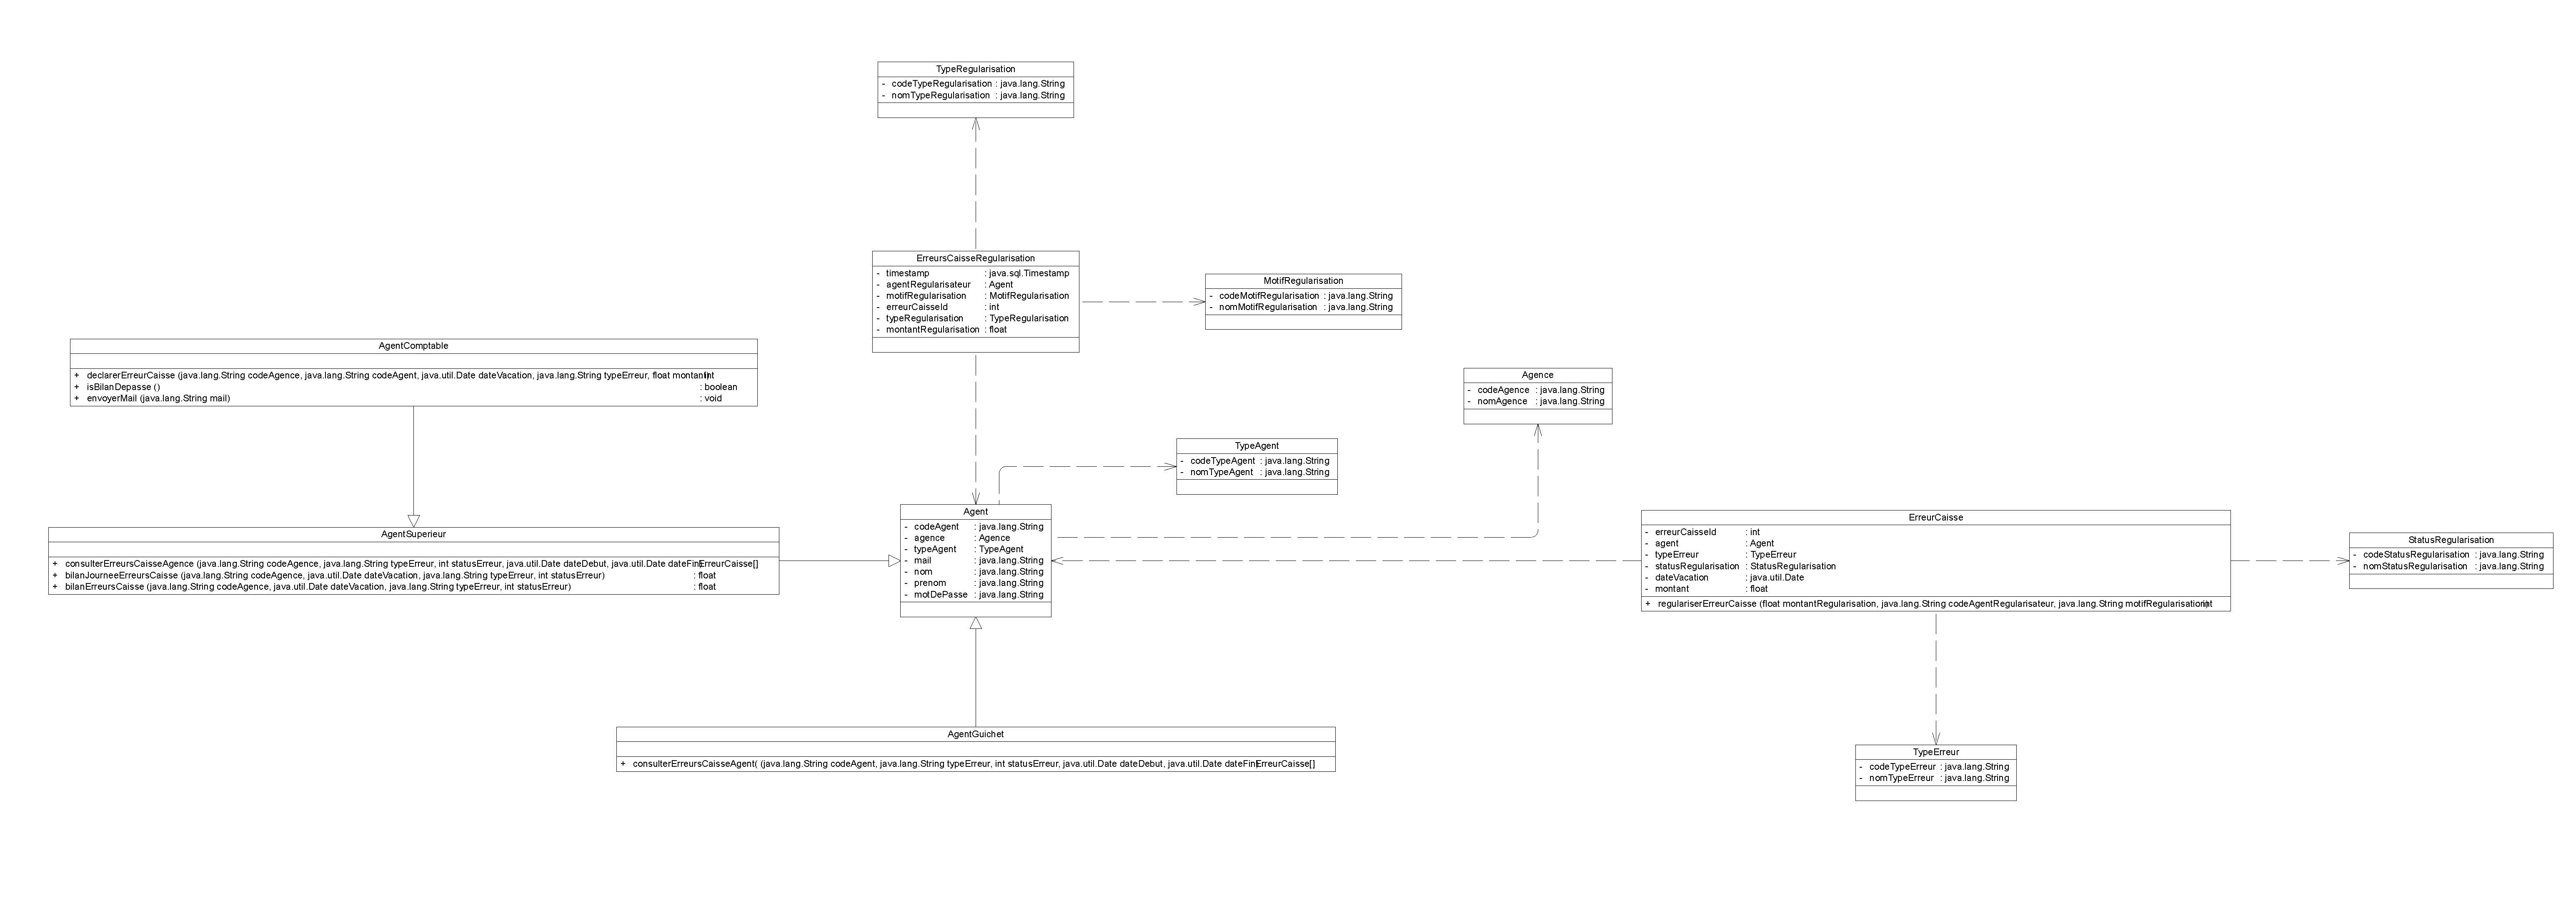 TypeRegularisation
- codeTypeRegularisation : java.lang.String
- nomTypeRegularisation : java.lang.String
ErreursCaisseRegularisation
- timestamp : java.sql.Timestamp
- agentRegularisateur : Agent
- motifRegularisation : MotifRegularisation
- erreurCaisseId : int
- typeRegularisation : TypeRegularisation
- montantRegularisation : float
MotifRegularisation
- codeMotifRegularisation : java.lang.String
- nomMotifRegularisation : java.lang.String
AgentComptable
+ declarerErreurCaisse (java.lang.String codeAgence, java.lang.String codeAgent, java.util.Date dateVacation, java.lang.String typeErreur, float montant) : int
+ isBilanDepasse () : boolean
+ envoyerMail (java.lang.String mail) : void
Agence
- codeAgence : java.lang.String
- nomAgence : java.lang.String
TypeAgent
- codeTypeAgent : java.lang.String
- nomTypeAgent : java.lang.String
Agent
- codeAgent : java.lang.String
- agence : Agence
- typeAgent : TypeAgent
- mail : java.lang.String
- nom : java.lang.String
- prenom : java.lang.String
- motDePasse : java.lang.String
AgentSuperieur
+ consulterErreursCaisseAgence (java.lang.String codeAgence, java.lang.String typeErreur, int statusErreur, java.util.Date dateDebut, java.util.Date dateFin) : ErreurCaisse[]
+ bilanJourneeErreursCaisse (java.lang.String codeAgence, java.util.Date dateVacation, java.lang.String typeErreur, int statusErreur) : float
+ bilanErreursCaisse (java.lang.String codeAgence, java.util.Date dateVacation, java.lang.String typeErreur, int statusErreur) : float
ErreurCaisse
- erreurCaisseId : int
- agent : Agent
- typeErreur : TypeErreur
- statusRegularisation : StatusRegularisation
- dateVacation : java.util.Date
- montant : float
+ regulariserErreurCaisse (float montantRegularisation, java.lang.String codeAgentRegularisateur, java.lang.String motifRegularisation) : int
StatusRegularisation
- codeStatusRegularisation : java.lang.String
- nomStatusRegularisation : java.lang.String
AgentGuichet
+ consulterErreursCaisseAgent( (java.lang.String codeAgent, java.lang.String typeErreur, int statusErreur, java.util.Date dateDebut, java.util.Date dateFin) : ErreurCaisse[]
TypeErreur
- codeTypeErreur : java.lang.String
- nomTypeErreur : java.lang.String